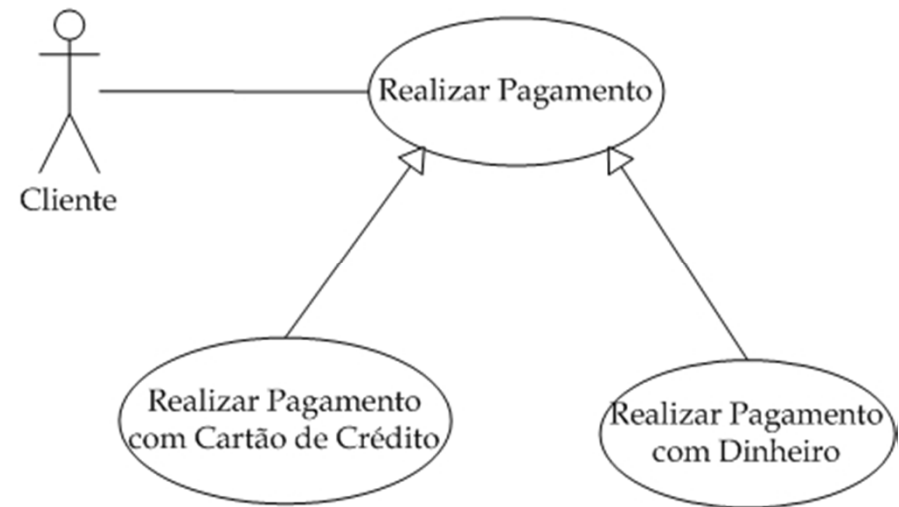 Realizar Pagamento
Cliente
Realizar Pagamento
com Cartão de Crédito
Realizar Pagamento
com Dinheiro